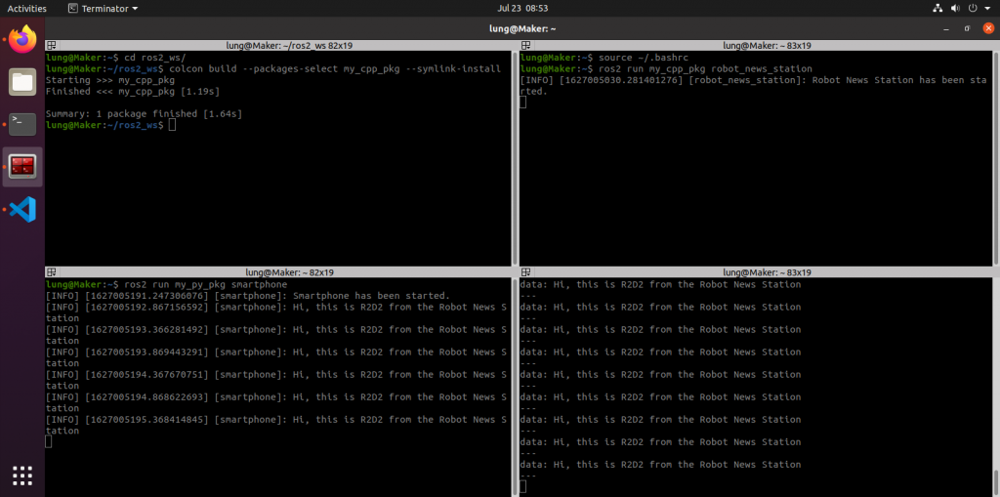 Activities
Terminator
Jul 23 08:53
lung@Maker: ~
lung@Maker: ~/ros2_ws 82x19
lung@Maker:~$ cd ros2_ws/
lung@Maker:~/ros2_ws$ colcon build --packages-select my_cpp_pkg --symlink-install
Starting >>> my_cpp_pkg
Finished <<< my_cpp_pkg [1.19s]
Summary: 1 package finished [1.64s]
lung@Maker:~/ros2_ws$
lung@Maker: ~ 83x19
lung@Maker:~$ source ~/.bashrc
lung@Maker:~$ ros2 run my_cpp_pkg robot_news_station
[INFO] [1627005030.281401276] [robot_news_station]: Robot News Station has been sta
rted.
lung@Maker: ~ 82x19
lung@Maker:~$ ros2 run my_py_pkg smartphone
[INFO] [1627005191.247306076] [smartphone]: Smartphone has been started.
[INFO] [1627005192.867156592] [smartphone]: Hi, this is R2D2 from the Robot News S
tation
[INFO] [1627005193.366281492] [smartphone]: Hi, this is R2D2 from the Robot News S
tation
[INFO] [1627005193.869443291] [smartphone]: Hi, this is R2D2 from the Robot News S
tation
[INFO] [1627005194.367670751] [smartphone]: Hi, this is R2D2 from the Robot News S
tation
[INFO] [1627005194.868622693] [smartphone]: Hi, this is R2D2 from the Robot News S
tation
[INFO] [1627005195.368414845] [smartphone]: Hi, this is R2D2 from the Robot News S
tation
lung@Maker: ~ 83x19
data: Hi, this is R2D2 from the Robot News Station
---
data: Hi, this is R2D2 from the Robot News Station
---
data: Hi, this is R2D2 from the Robot News Station
---
data: Hi, this is R2D2 from the Robot News Station
---
data: Hi, this is R2D2 from the Robot News Station
---
data: Hi, this is R2D2 from the Robot News Station
---
data: Hi, this is R2D2 from the Robot News Station
---
data: Hi, this is R2D2 from the Robot News Station
---
data: Hi, this is R2D2 from the Robot News Station
---